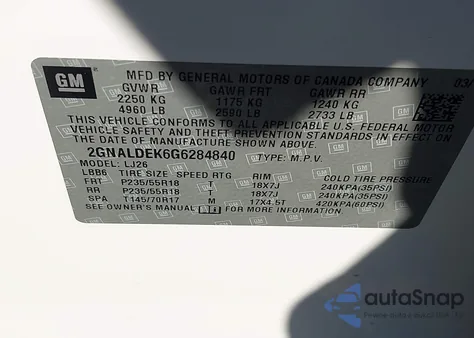 GM
MFD BY GENERAL MOTORS OF CANADA COMPANY 03/
GVWR GAWR FRT GAWR RR
2250 KG 1175 KG 1240 KG
4960 LB 2590 LB 2733 LB
THIS VEHICLE CONFORMS TO ALL APPLICABLE U.S. FEDERAL MOTOR
VEHICLE SAFETY AND THEFT PREVENTION STANDARDS IN EFFECT ON
THE DATE OF MANUFACTURE SHOWN ABOVE.
2GNALDEK6G6284840 TYPE: M.P.V.
MODEL: LJ26
LBB6 TIRE SIZE SPEED RTG RIM COLD TIRE PRESSURE
FRT P235/55R18 T 18X7J 240KPA(35PSI)
RR P235/55R18 T 18X7J 240KPA(35PSI)
SPA T145/70R17 M 17X4.5T 420KPA(60PSI)
SEE OWNER'S MANUAL FOR MORE INFORMATION.
autoSnap